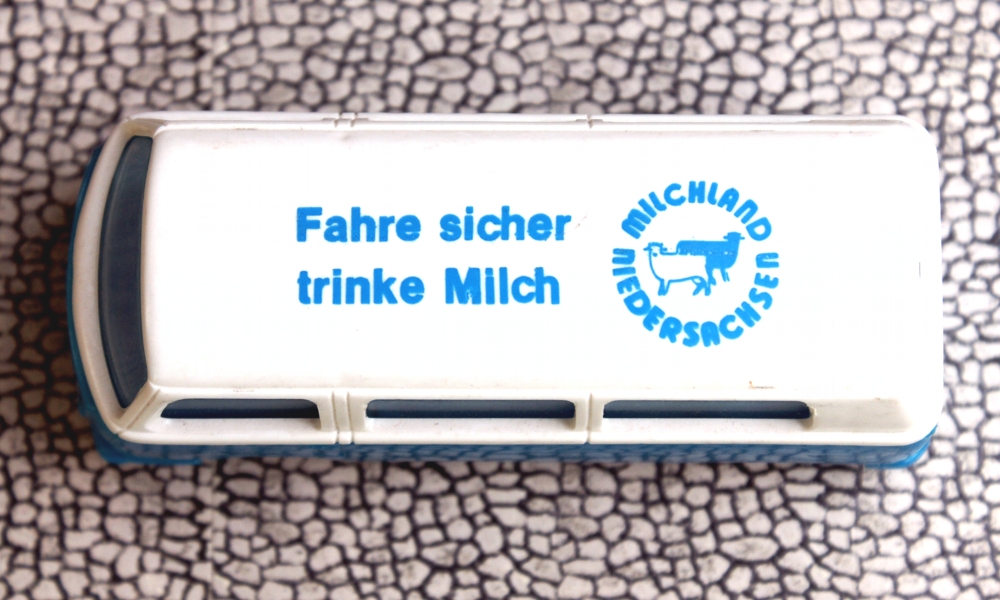 Fahre sicher
trinke Milch
MILCHLAND
NIEDERSACHSEN